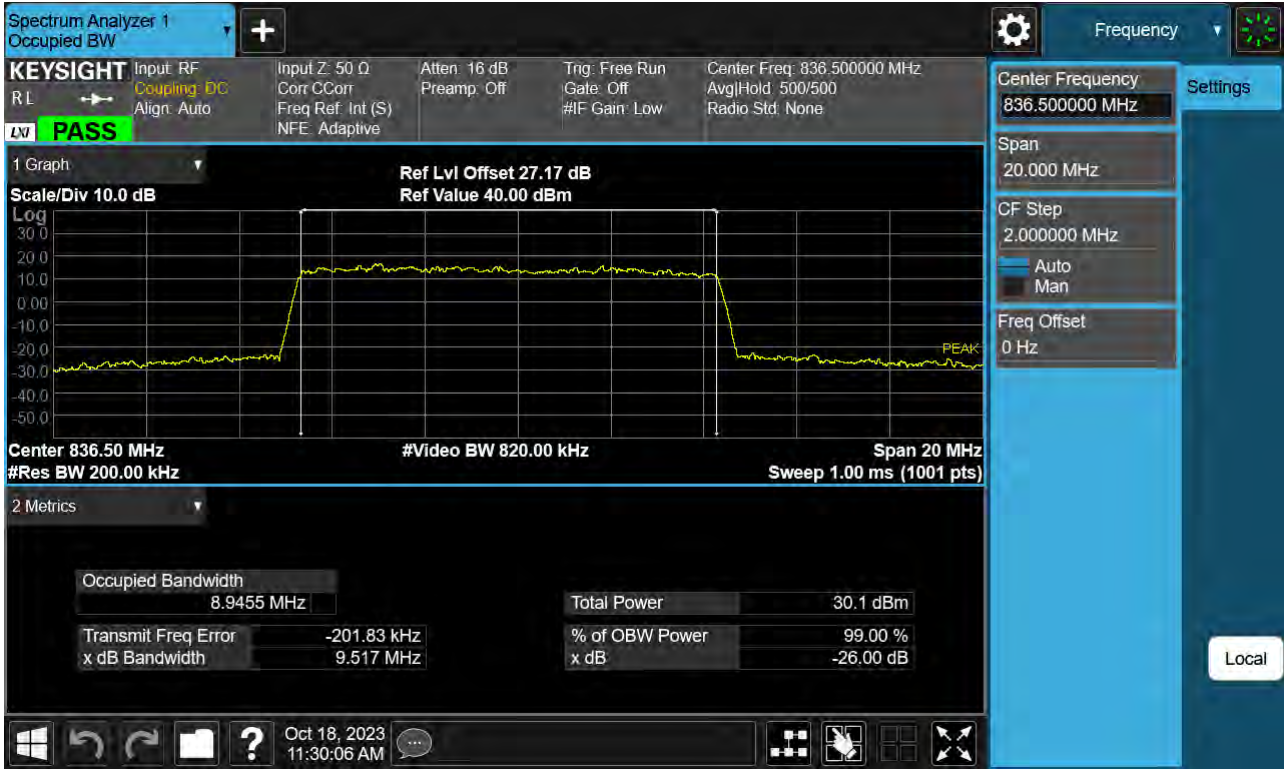 Spectrum Analyzer 1
Occupied BW
Frequency
KEYSIGHT
R L
LXI PASS
Input: RF
Coupling: DC
Align: Auto
Input Z: 50 Ω
Corr CCorr
Freq Ref: Int (S)
NFE: Adaptive
Atten: 16 dB
Preamp: Off
Trig: Free Run
Gate: Off
#IF Gain: Low
Center Freq: 836.500000 MHz
Avg|Hold: 500/500
Radio Std: None
1 Graph
Scale/Div 10.0 dB
Ref Lvl Offset 27.17 dB
Ref Value 40.00 dBm
Log
30.0
20.0
10.0
0.00
-10.0
-20.0
-30.0
-40.0
-50.0
PEAK
Center 836.50 MHz
#Video BW 820.00 kHz
Span 20 MHz
#Res BW 200.00 kHz
Sweep 1.00 ms (1001 pts)
2 Metrics
Occupied Bandwidth
8.9455 MHz
Transmit Freq Error -201.83 kHz
x dB Bandwidth 9.517 MHz
Total Power 30.1 dBm
% of OBW Power 99.00 %
x dB -26.00 dB
Center Frequency
836.500000 MHz
Span
20.000 MHz
CF Step
2.000000 MHz
Auto
Man
Freq Offset
0 Hz
Settings
Local
?
Oct 18, 2023
11:30:06 AM